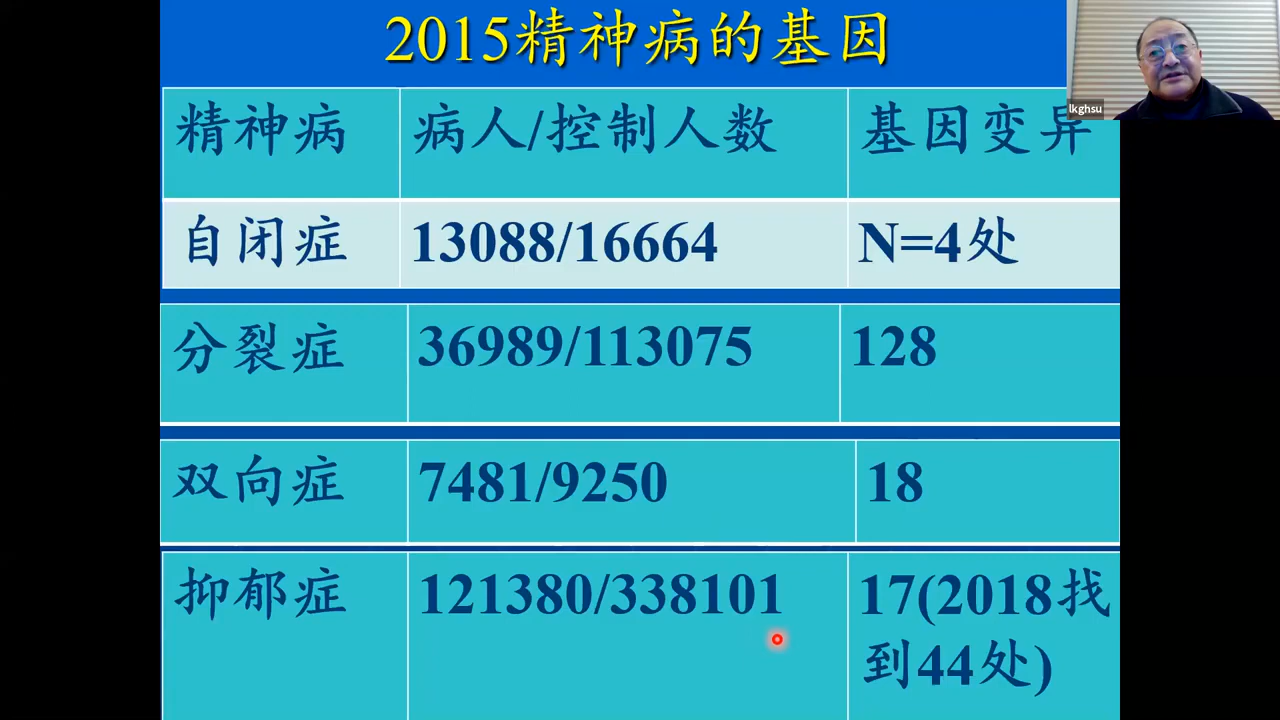 2015精神病的基因
lkghsu
精神病 病人/控制人数 基因变异
自闭症 13088/16664 N=4处
分裂症 36989/113075 128
双向症 7481/9250 18
抑郁症 121380/338101 17(2018找
到44处)